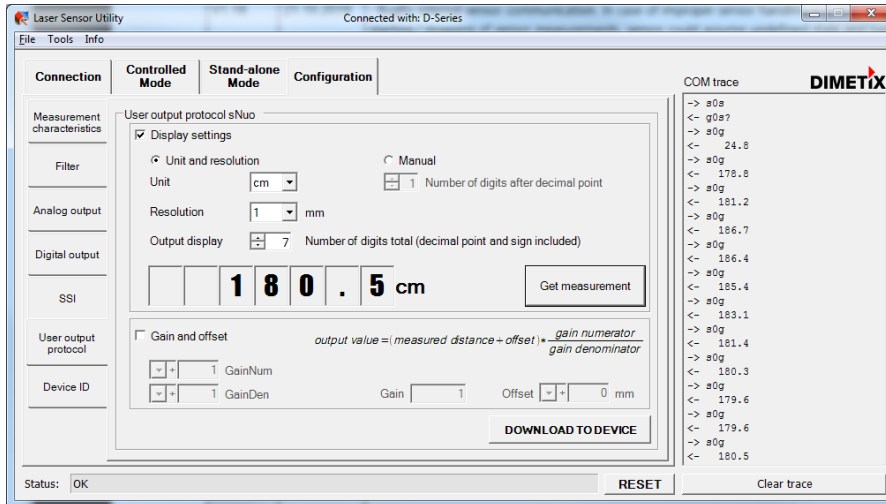 Laser Sensor Utility
Connected with: D-Series
File Tools Info
Connection
Controlled Mode
Stand-alone Mode
Configuration
Measurement characteristics
Filter
Analog output
Digital output
SSI
User output protocol
Device ID
User output protocol sNuo
Display settings
Unit and resolution
Manual
Unit cm
1 Number of digits after decimal point
Resolution 1 mm
Output display 7 Number of digits total (decimal point and sign included)
180.5 cm
Get measurement
Gain and offset
output value =(measured distance+offset)* gain numerator
gain denominator
+ 1 GainNum
+ 1 GainDen
Gain 1
Offset + 0 mm
DOWNLOAD TO DEVICE
COM trace
DIMETIX
-> s0s
<- g0s?
-> s0g
<- 24.8
-> s0g
<- 178.8
-> s0g
<- 181.2
-> s0g
<- 186.7
-> s0g
<- 186.4
-> s0g
<- 185.4
-> s0g
<- 183.1
-> s0g
<- 181.4
-> s0g
<- 180.3
-> s0g
<- 179.6
-> s0g
<- 179.6
-> s0g
<- 180.5
Status: OK
RESET
Clear trace